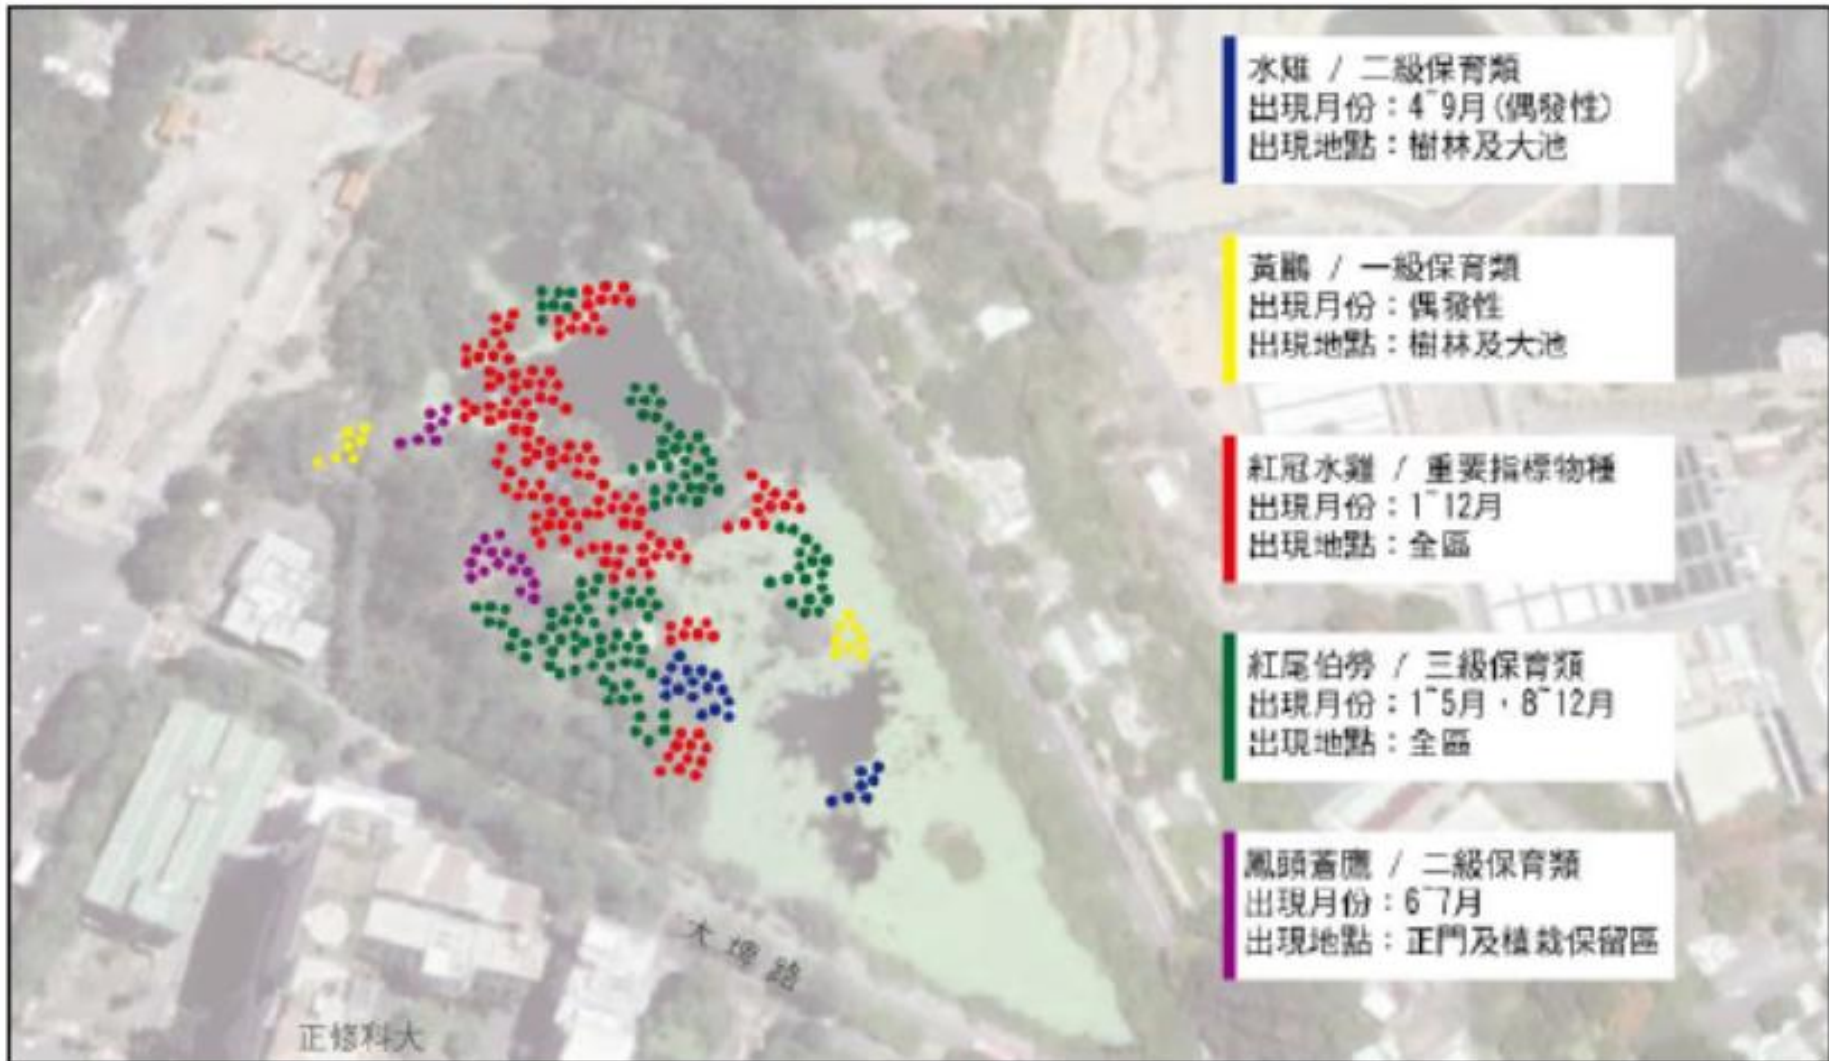 水雉 / 二級保育類
出現月份：4~9月(偶發性)
出現地點：樹林及大池
黃鸝 / 一級保育類
出現月份：偶發性
出現地點：樹林及大池
紅冠水雞 / 重要指標物種
出現月份：1~12月
出現地點：全區
紅尾伯勞 / 三級保育類
出現月份：1~5月，8~12月
出現地點：全區
鳳頭蒼鷹 / 二級保育類
出現月份：6~7月
出現地點：正門及植栽保留區
大埤路
正修科大